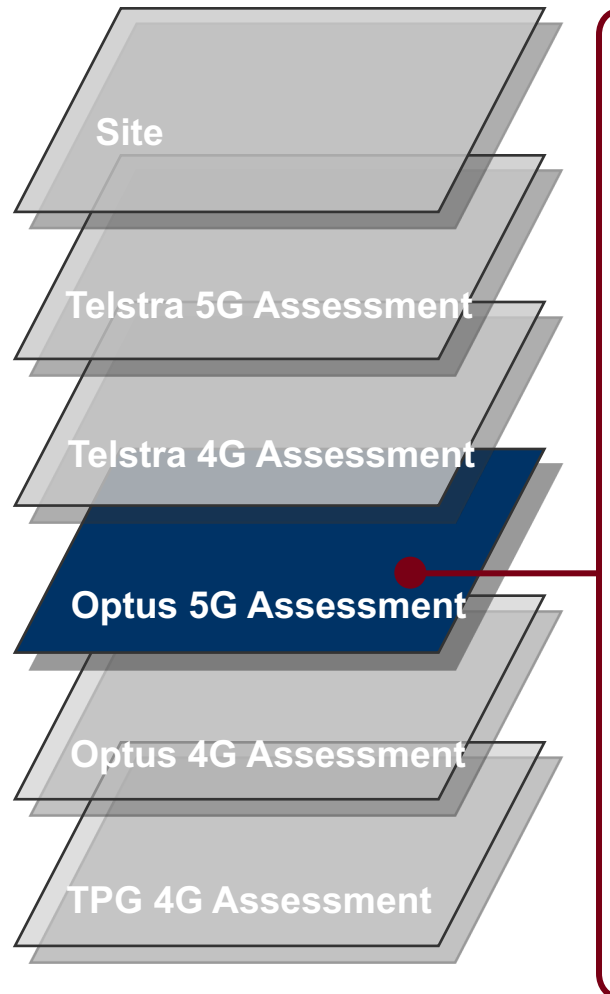 Site
Telstra 5G Assessment
Telstra 4G Assessment
Optus 5G Assessment
Optus 4G Assessment
TPG 4G Assessment